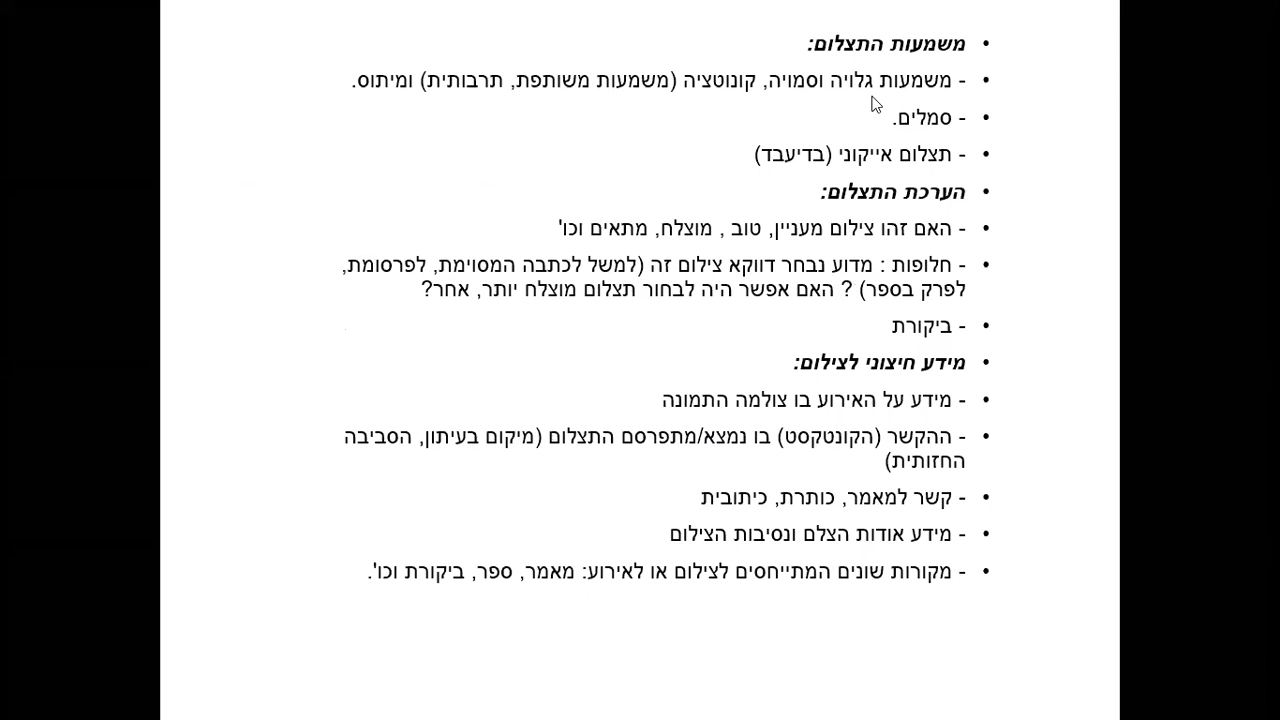 • משמעות התצלום:
• - משמעות גלויה וסמויה, קונוטציה (משמעות משותפת, תרבותית) ומיתוס.
• - סמלים.
• - תצלום אייקוני (בדיעבד)
• הערכת התצלום:
• - האם זהו צילום מעניין, טוב , מוצלח, מתאים וכו'
• - חלופות : מדוע נבחר דווקא צילום זה (למשל לכתבה המסוימת, לפרסומת,
לפרק בספר) ? האם אפשר היה לבחור תצלום מוצלח יותר, אחר?
• - ביקורת
• מידע חיצוני לצילום:
• - מידע על האירוע בו צולמה התמונה
• - ההקשר (הקונטקסט) בו נמצא/מתפרסם התצלום (מיקום בעיתון, הסביבה
החזותית)
• - קשר למאמר, כותרת, כיתובית
• - מידע אודות הצלם ונסיבות הצילום
• - מקורות שונים המתייחסים לצילום או לאירוע: מאמר, ספר, ביקורת וכו'.